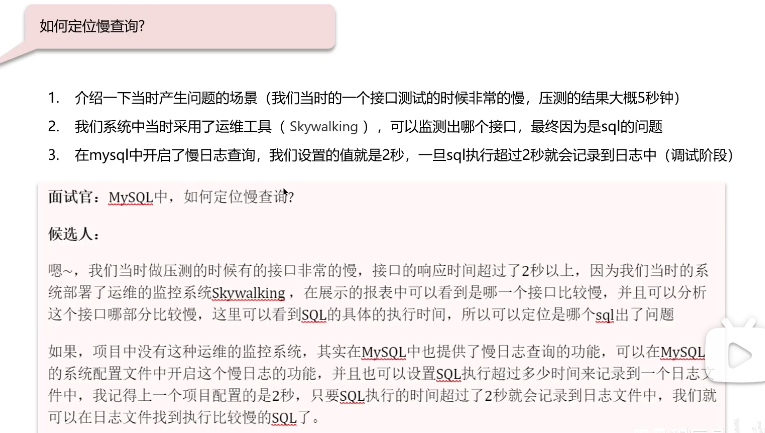 如何定位慢查询?
1. 介绍一下当时产生问题的场景（我们当时的一个接口测试的时候非常的慢，压测的结果大概5秒钟）
2. 我们系统中当时采用了运维工具（ Skywalking ），可以监测出哪个接口，最终因为是sql的问题
3. 在mysql中开启了慢日志查询，我们设置的值就是2秒，一旦sql执行超过2秒就会记录到日志中（调试阶段）
面试官：MySQL中，如何定位慢查询?
候选人：
嗯~，我们当时做压测的时候有的接口非常的慢，接口的响应时间超过了2秒以上，因为我们当时的系
统部署了运维的监控系统Skywalking ，在展示的报表中可以看到是哪一个接口比较慢，并且可以分析
这个接口哪部分比较慢，这里可以看到SQL的具体的执行时间，所以可以定位是哪个sql出了问题
如果，项目中没有这种运维的监控系统，其实在MySQL中也提供了慢日志查询的功能，可以在MySQL
的系统配置文件中开启这个慢日志的功能，并且也可以设置SQL执行超过多少时间来记录到一个日志文
件中，我记得上一个项目配置的是2秒，只要SQL执行的时间超过了2秒就会记录到日志文件中，我们就
可以在日志文件找到执行比较慢的SQL了。